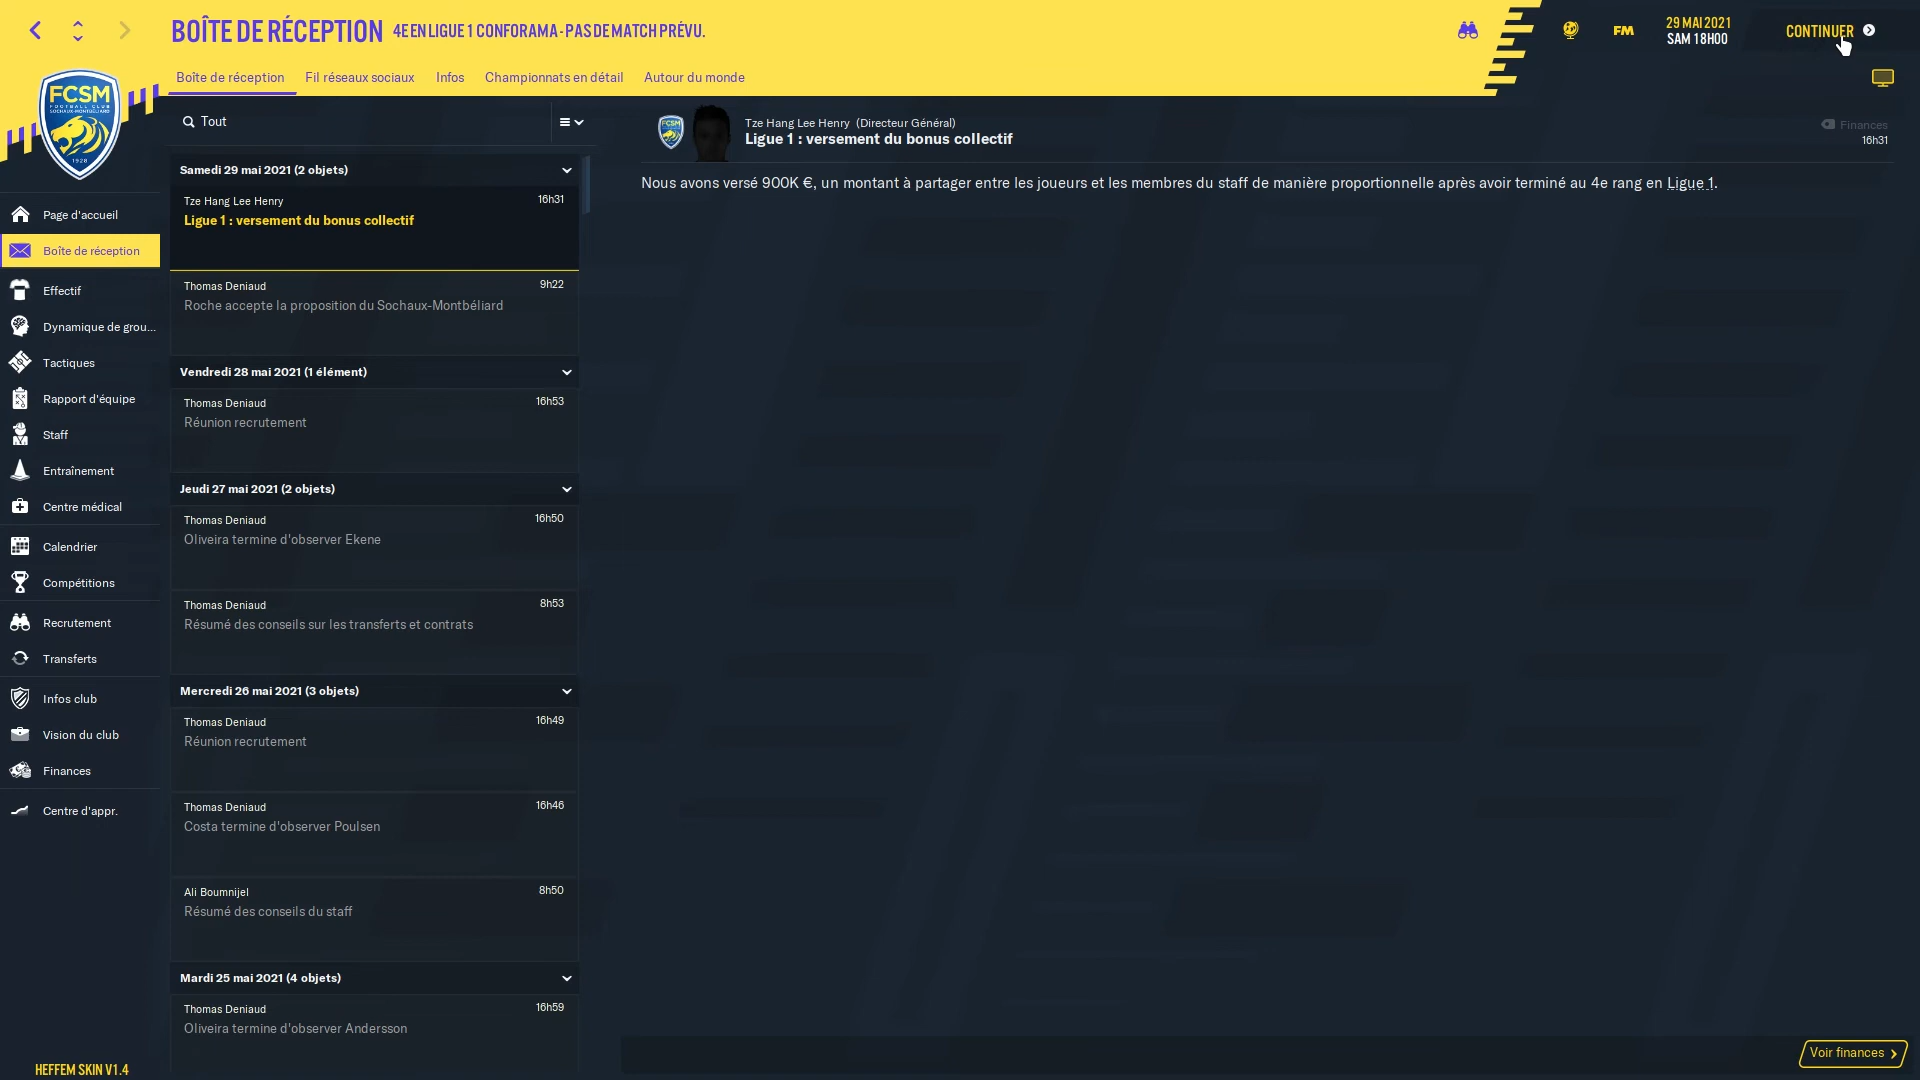 BOÎTE DE RÉCEPTION
4E EN LIGUE 1 CONFORAMA - PAS DE MATCH PRÉVU.
FM
29 MAI 2021
SAM 18H00
CONTINUER
Boîte de réception
Fil réseaux sociaux
Infos
Championnats en détail
Autour du monde
FCSM
FOOTBALL CLUB
SOCHAUX-MONTBÉLIARD
1928
Page d'accueil
Boîte de réception
Effectif
Dynamique de grou...
Tactiques
Rapport d'équipe
Staff
Entraînement
Centre médical
Calendrier
Compétitions
Recrutement
Transferts
Infos club
Vision du club
Finances
Centre d'appr.
HEFFEM SKIN V1.4
Tout
Samedi 29 mai 2021 (2 objets)
Tze Hang Lee Henry 16h31
Ligue 1 : versement du bonus collectif
Thomas Deniaud 9h22
Roche accepte la proposition du Sochaux-Montbéliard
Vendredi 28 mai 2021 (1 élément)
Thomas Deniaud 16h53
Réunion recrutement
Jeudi 27 mai 2021 (2 objets)
Thomas Deniaud 16h50
Oliveira termine d'observer Ekene
Thomas Deniaud 8h53
Résumé des conseils sur les transferts et contrats
Mercredi 26 mai 2021 (3 objets)
Thomas Deniaud 16h49
Réunion recrutement
Thomas Deniaud 16h46
Costa termine d'observer Poulsen
Ali Boumnijel 8h50
Résumé des conseils du staff
Mardi 25 mai 2021 (4 objets)
Thomas Deniaud 16h59
Oliveira termine d'observer Andersson
FCSM
Tze Hang Lee Henry (Directeur Général)
Ligue 1 : versement du bonus collectif
Finances
16h31
Nous avons versé 900K €, un montant à partager entre les joueurs et les membres du staff de manière proportionnelle après avoir terminé au 4e rang en Ligue 1.
Voir finances